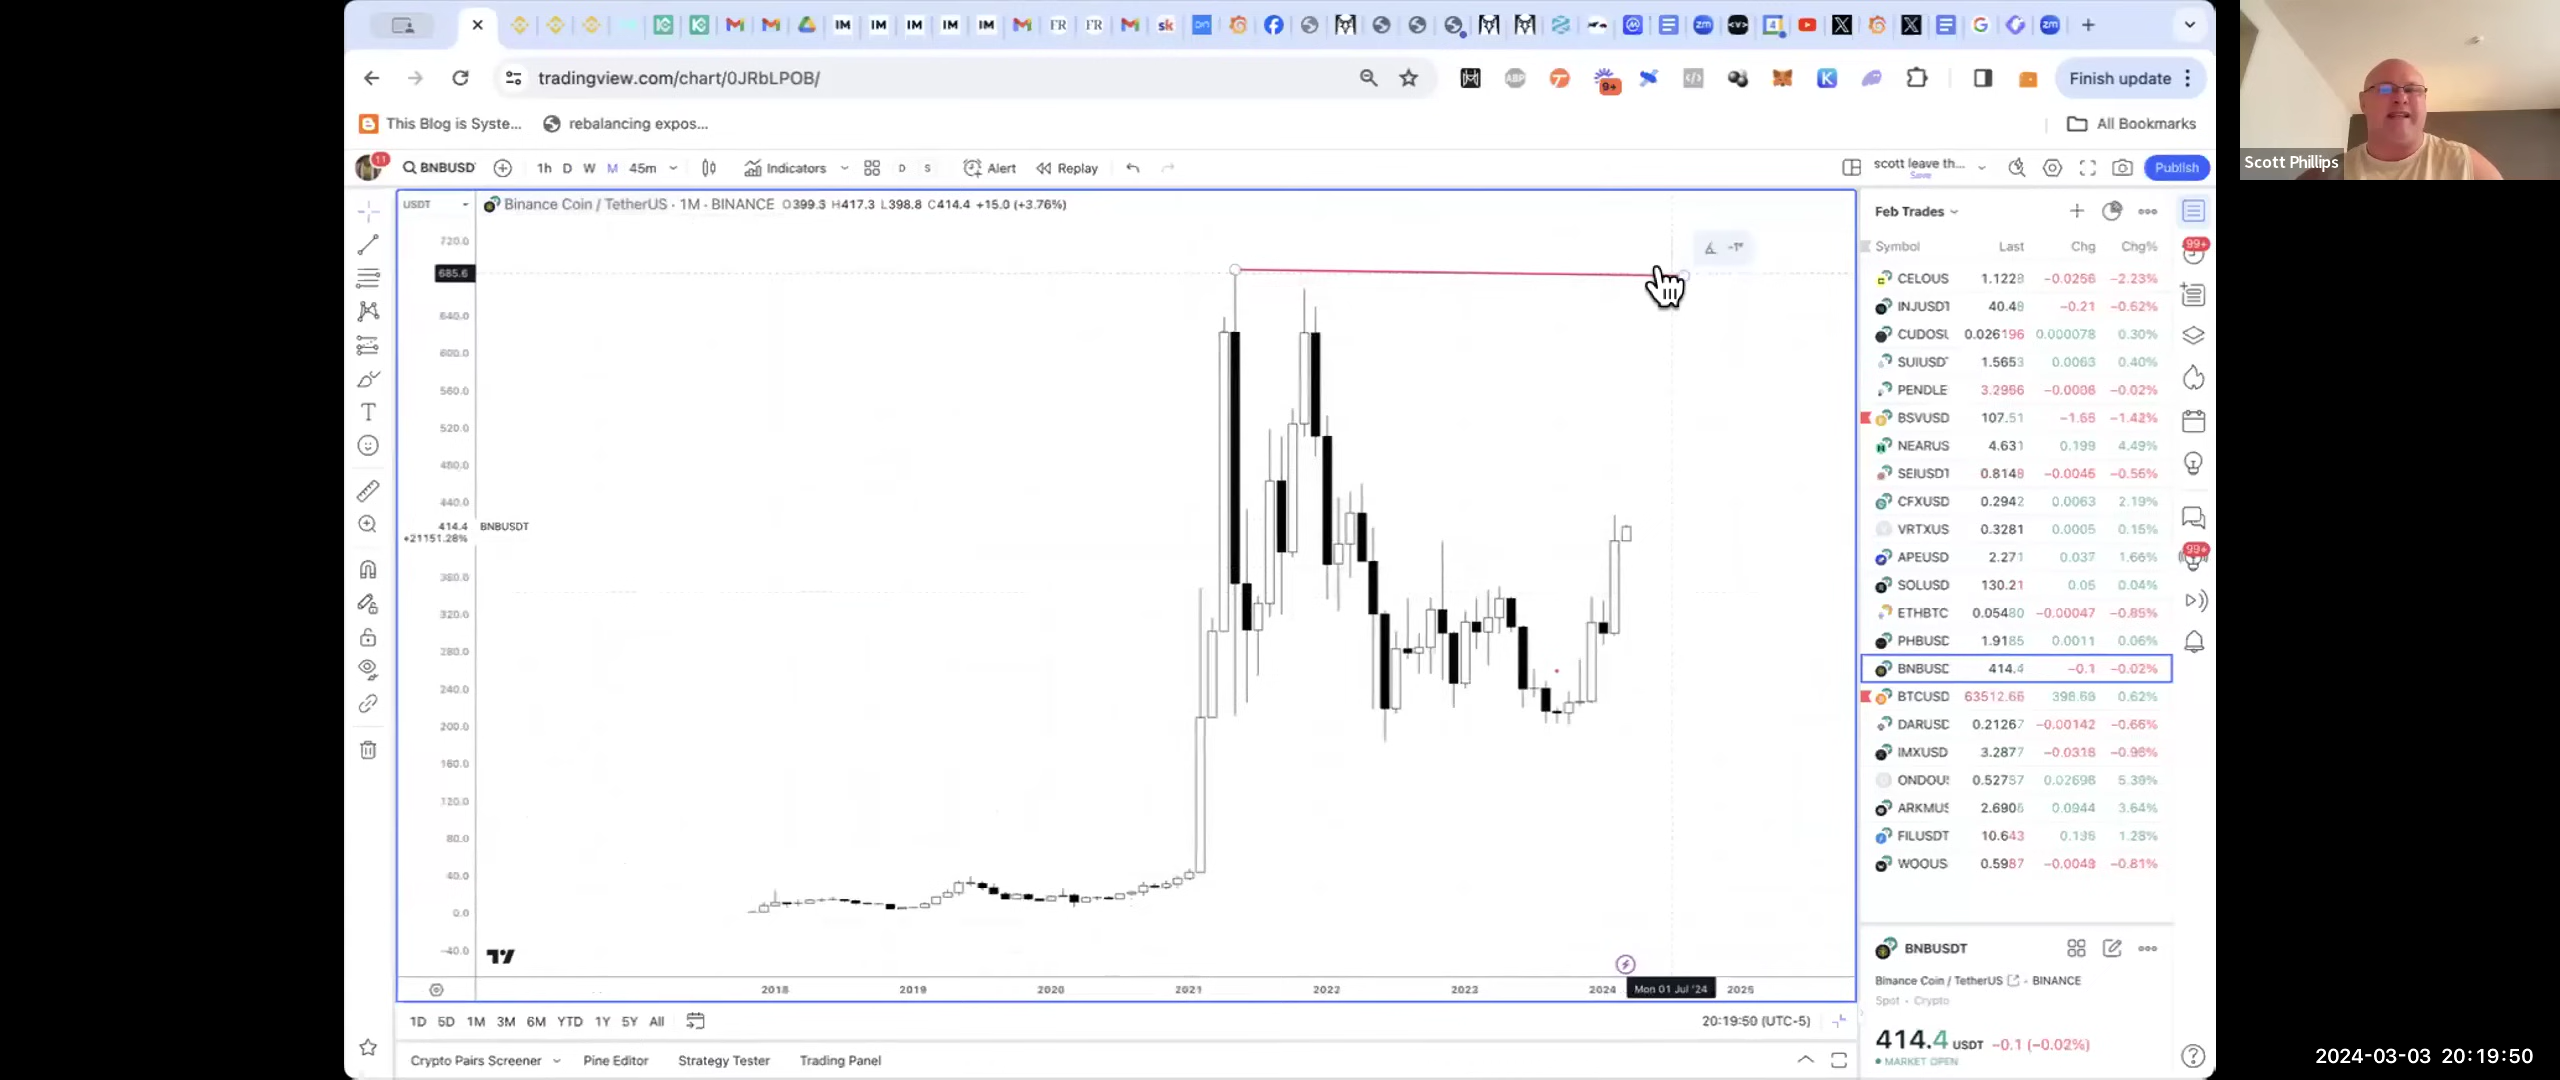 tradingview.com/chart/0JRbLPOB/
Finish update
This Blog is Syste...
rebalancing expos...
All Bookmarks
11
BNBUSD
1h D W M 45m
Indicators
D
S
Alert
Replay
scott leave th...
Save
Publish
USDT
Binance Coin / TetherUS · 1M · BINANCE O399.3 H417.3 L398.8 C414.4 +15.0 (+3.76%)
720.0
685.6
640.0
600.0
560.0
520.0
480.0
440.0
414.4
+21151.28%
BNBUSDT
360.0
320.0
280.0
240.0
200.0
160.0
120.0
80.0
40.0
0.0
−40.0
2018 2019 2020 2021 2022 2023 2024 Mon 01 Jul '24 2025
1D 5D 1M 3M 6M YTD 1Y 5Y All
20:19:50 (UTC-5)
Crypto Pairs Screener
Pine Editor
Strategy Tester
Trading Panel
Feb Trades
Symbol Last Chg Chg%
CELOUS 1.1228 −0.0256 −2.23%
INJUSDT 40.48 −0.21 −0.52%
CUDOSU 0.026196 0.000078 0.30%
SUIUSD 1.5653 0.0063 0.40%
PENDLE 3.2966 −0.0006 −0.02%
BSVUSD 107.51 −1.55 −1.42%
NEARUS 4.631 0.199 4.49%
SEIUSDT 0.8148 −0.0046 −0.56%
CFXUSD 0.2942 0.0063 2.19%
VRTXUS 0.3281 0.0005 0.15%
APEUSD 2.271 0.037 1.66%
SOLUSD 130.21 0.05 0.04%
ETHBTC 0.05480 −0.00047 −0.85%
PHBUSD 1.9185 0.0011 0.06%
BNBUSD 414.4 −0.1 −0.02%
BTCUSD 63512.66 0.62%
DARUSD 0.21267 −0.00142 −0.66%
IMXUSD 3.2877 −0.0318 −0.96%
ONDOUS 0.52757 0.02698 5.39%
ARKMUS 2.6906 0.0944 3.64%
FILUSDT 10.643 1.28%
WOOUS 0.5987 −0.81%
99+
99+
BNBUSDT
Binance Coin / TetherUS · BINANCE
Spot · Crypto
414.4 USDT −0.1 (−0.02%)
MARKET OPEN
Scott Phillips
2024-03-03 20:19:50